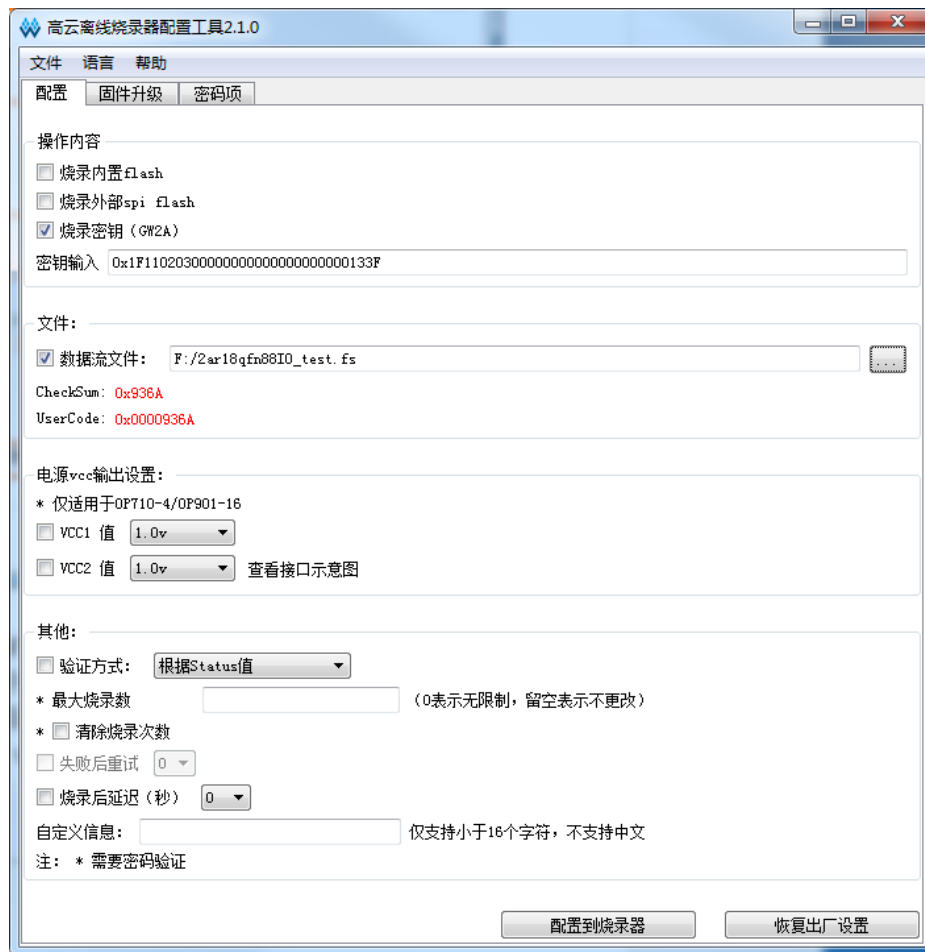 高云离线烧录器配置工具2.1.0
文件 语言 帮助
配置 固件升级 密码项
操作内容
烧录内置flash
烧录外部spi flash
烧录密钥（GW2A）
密钥输入 0x1F11020300000000000000000000133F
文件：
数据流文件： F:/2ar18qfn88I0_test.fs ...
CheckSum: 0x936A
UserCode: 0x0000936A
电源vcc输出设置：
* 仅适用于OP710-4/OP901-16
VCC1 值 1.0v
VCC2 值 1.0v 查看接口示意图
其他：
验证方式： 根据Status值
* 最大烧录数 （0表示无限制，留空表示不更改）
* 清除烧录次数
失败后重试 0
烧录后延迟（秒） 0
自定义信息： 仅支持小于16个字符，不支持中文
注： * 需要密码验证
配置到烧录器 恢复出厂设置